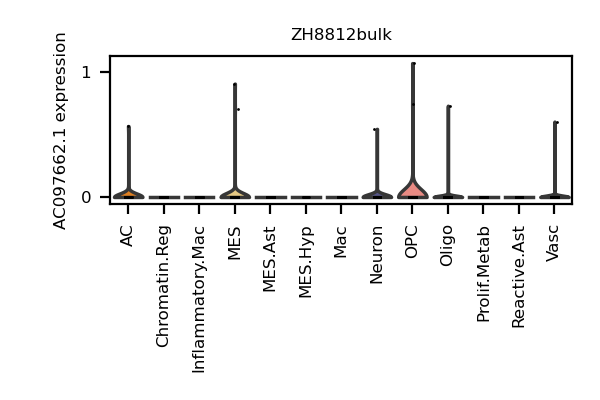 ZH8812bulk
AC097662.1 expression
1
0
AC
Chromatin.Reg
Inflammatory.Mac
MES
MES.Ast
MES.Hyp
Mac
Neuron
OPC
Oligo
Prolif.Metab
Reactive.Ast
Vasc